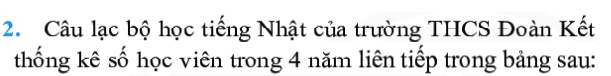 2. Câu lạc bộ học tiếng Nhật của trường THCS Đoàn Kết
thống kê số học viên trong 4 năm liên tiếp trong bảng sau: